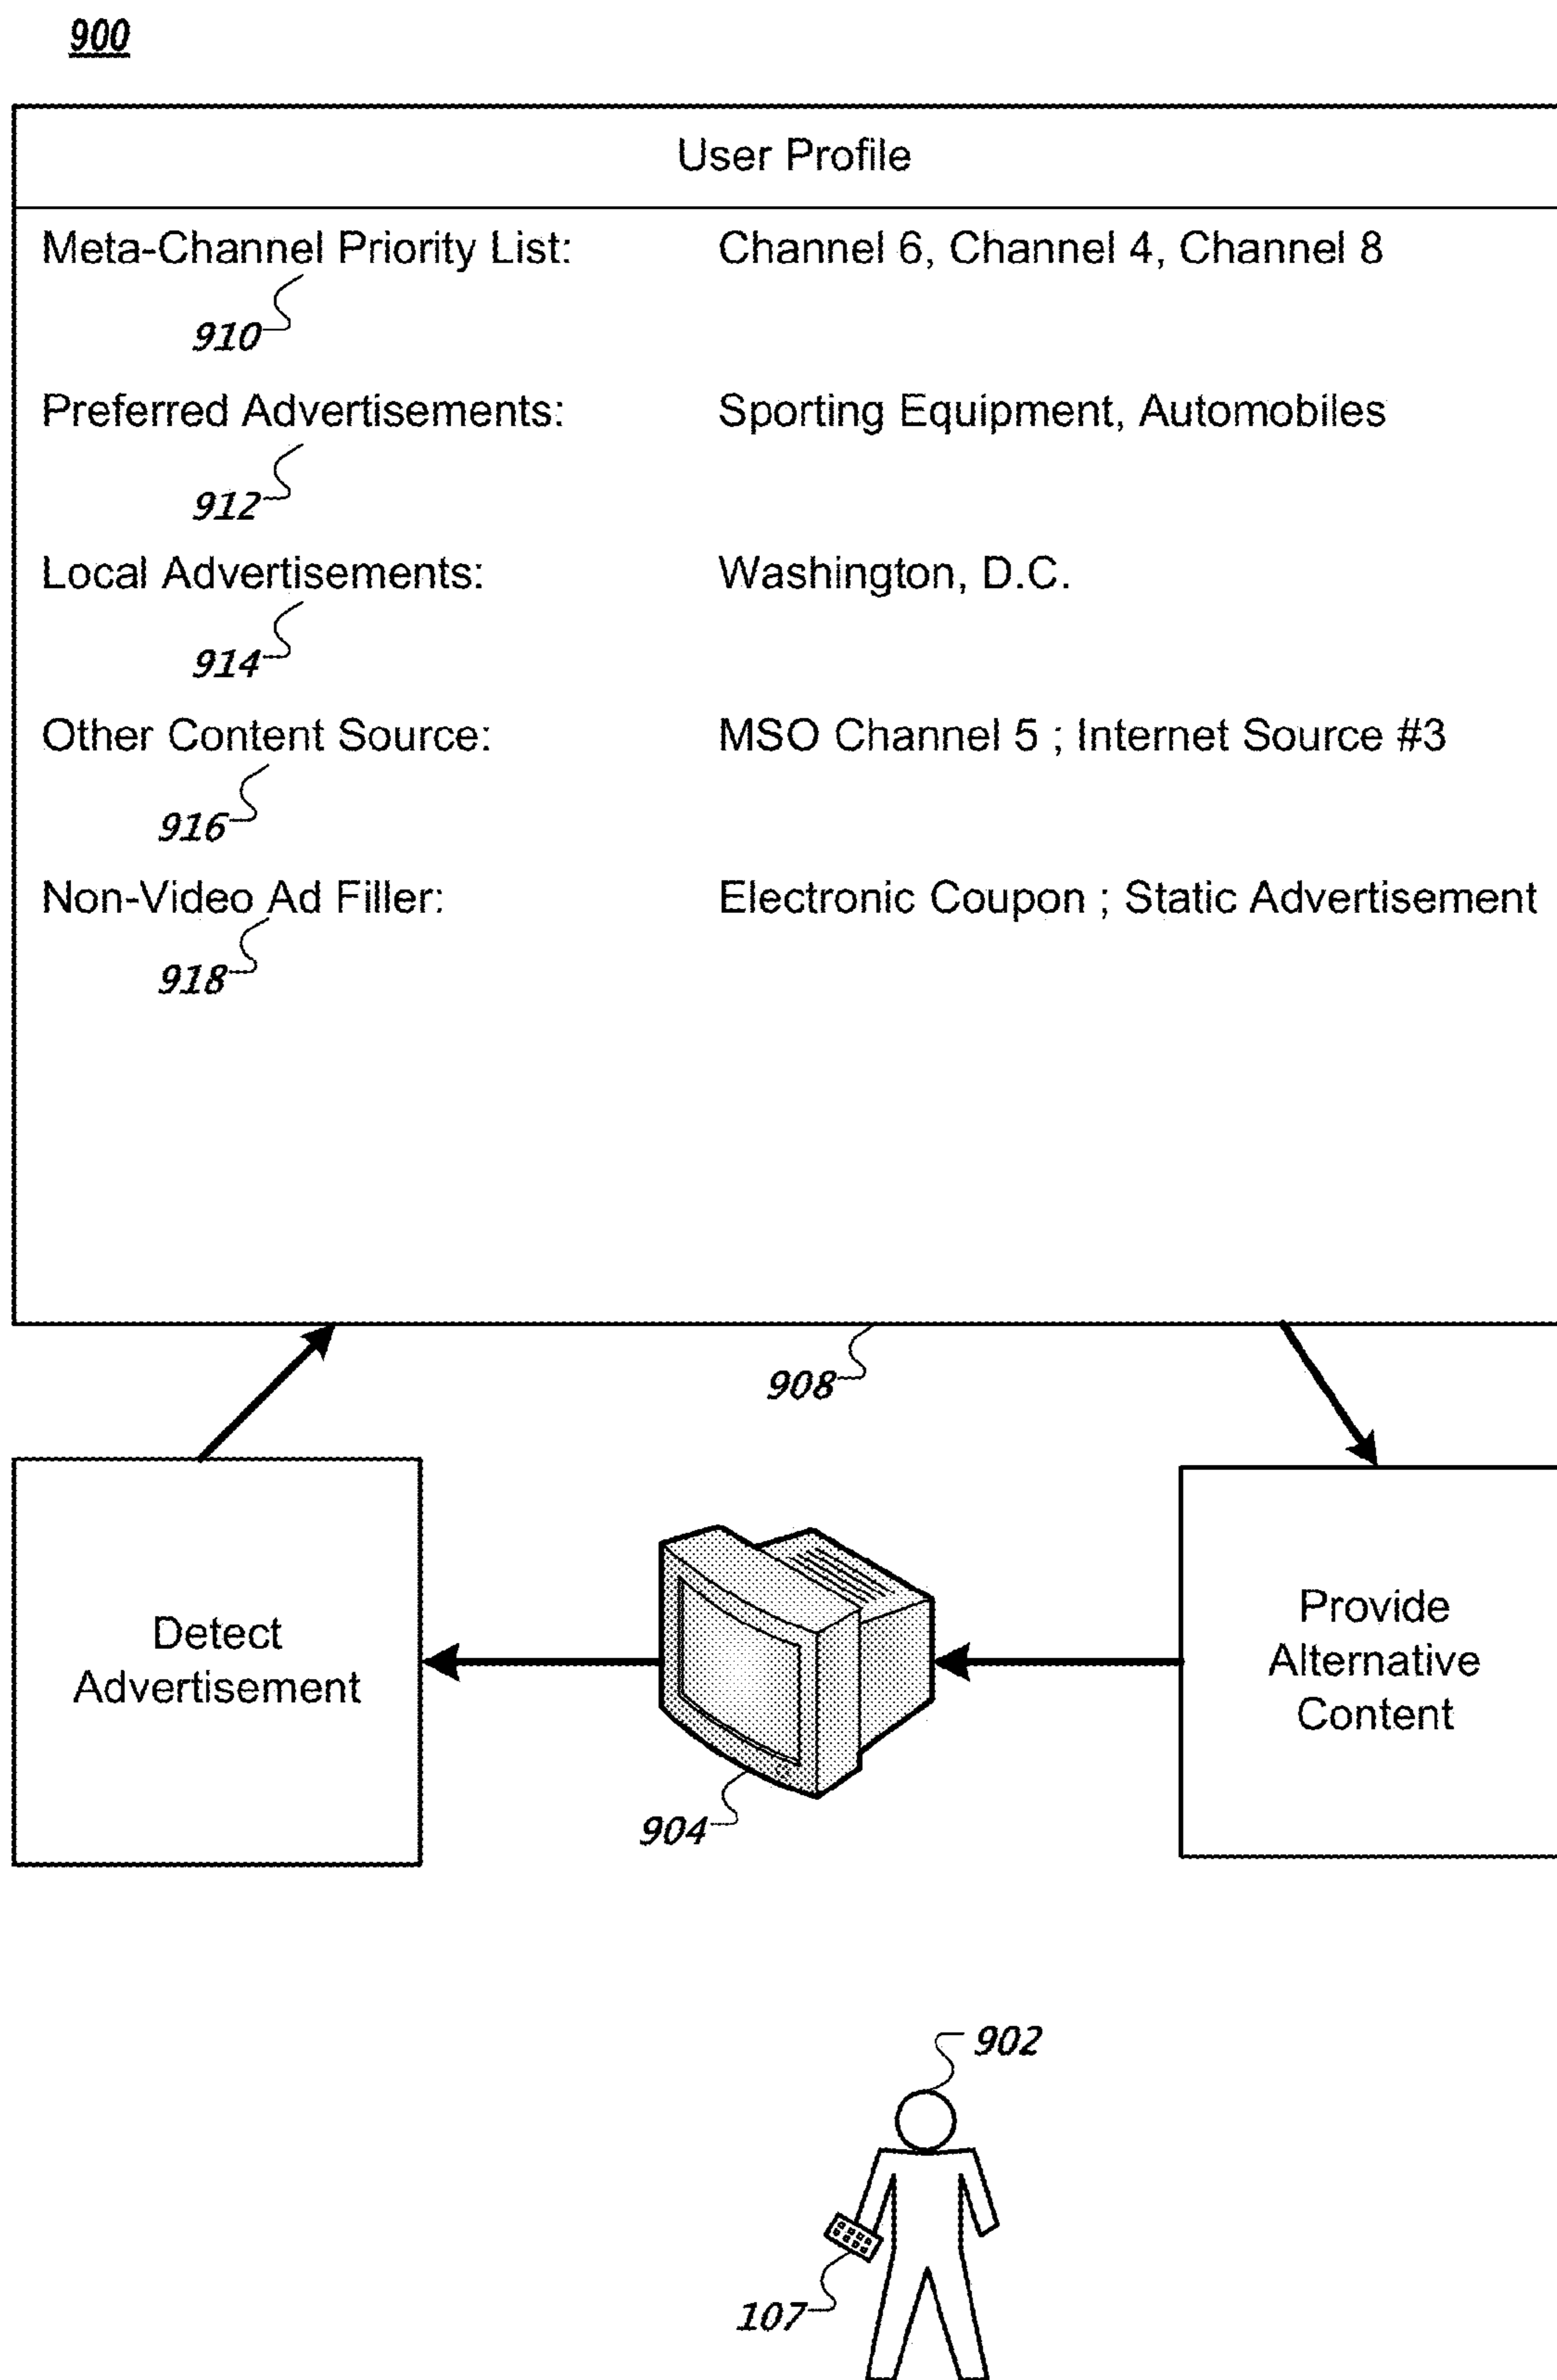 900
User Profile
Meta-Channel Priority List: Channel 6, Channel 4, Channel 8
910
Preferred Advertisements: Sporting Equipment, Automobiles
912
Local Advertisements: Washington, D.C.
914
Other Content Source: MSO Channel 5 ; Internet Source #3
916
Non-Video Ad Filler: Electronic Coupon ; Static Advertisement
918
908
Detect
Advertisement
904
Provide
Alternative
Content
902
107